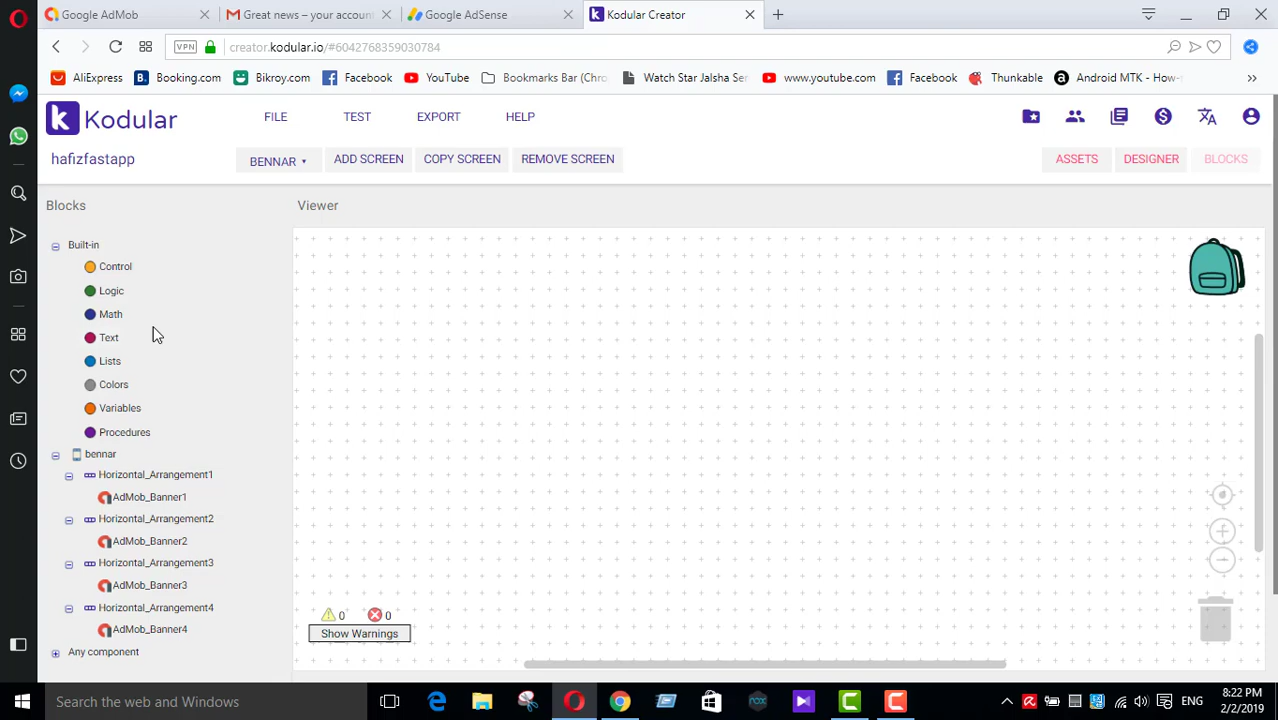 Google AdMob
Great news – your account
Google AdSense
Kodular Creator
VPN
creator.kodular.io/#6042768359030784
AliExpress
Booking.com
Bikroy.com
Facebook
YouTube
Bookmarks Bar (Chro
Watch Star Jalsha Ser
www.youtube.com
Facebook
Thunkable
Android MTK - How-
Kodular
FILE
TEST
EXPORT
HELP
hafizfastapp
BENNAR
ADD SCREEN
COPY SCREEN
REMOVE SCREEN
ASSETS
DESIGNER
BLOCKS
Blocks
Viewer
Built-in
Control
Logic
Math
Text
Lists
Colors
Variables
Procedures
bennar
Horizontal_Arrangement1
AdMob_Banner1
Horizontal_Arrangement2
AdMob_Banner2
Horizontal_Arrangement3
AdMob_Banner3
Horizontal_Arrangement4
AdMob_Banner4
Any component
0
0
Show Warnings
Search the web and Windows
ENG
8:22 PM
2/2/2019